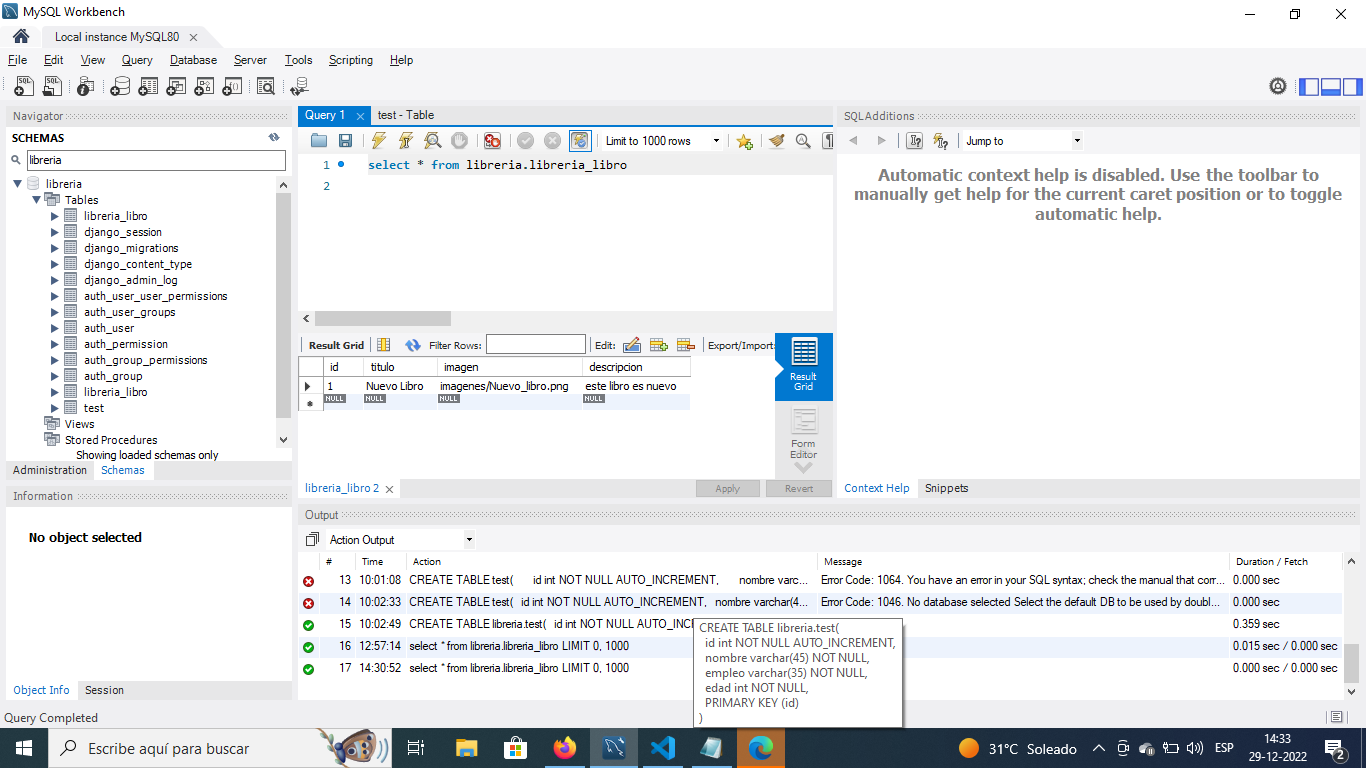 MySQL Workbench
Local instance MySQL80
File Edit View Query Database Server Tools Scripting Help
Navigator
SCHEMAS
libreria
libreria
Tables
libreria_libro
django_session
django_migrations
django_content_type
django_admin_log
auth_user_user_permissions
auth_user_groups
auth_user
auth_permission
auth_group_permissions
auth_group
libreria_libro
test
Views
Stored Procedures
Showing loaded schemas only
Administration Schemas
Information
No object selected
Object Info Session
Query 1 test - Table
Limit to 1000 rows
1 select * from libreria.libreria_libro
2
Result Grid Filter Rows: Edit: Export/Import:
id titulo imagen descripcion
1 Nuevo Libro imagenes/Nuevo_libro.png este libro es nuevo
NULL NULL NULL NULL
Result Grid
Form Editor
libreria_libro 2 Apply Revert
SQLAdditions
Jump to
Automatic context help is disabled. Use the toolbar to
manually get help for the current caret position or to toggle
automatic help.
Context Help Snippets
Output
Action Output
# Time Action Message Duration / Fetch
13 10:01:08 CREATE TABLE test( id int NOT NULL AUTO_INCREMENT, nombre varc... Error Code: 1064. You have an error in your SQL syntax; check the manual that corr... 0.000 sec
14 10:02:33 CREATE TABLE test( id int NOT NULL AUTO_INCREMENT, nombre varchar(4... Error Code: 1046. No database selected Select the default DB to be used by doubl... 0.000 sec
15 10:02:49 CREATE TABLE libreria.test( id int NOT NULL AUTO_INC 0.359 sec
16 12:57:14 select * from libreria.libreria_libro LIMIT 0, 1000 0.015 sec / 0.000 sec
17 14:30:52 select * from libreria.libreria_libro LIMIT 0, 1000 0.000 sec / 0.000 sec
CREATE TABLE libreria.test(
id int NOT NULL AUTO_INCREMENT,
nombre varchar(45) NOT NULL,
empleo varchar(35) NOT NULL,
edad int NOT NULL,
PRIMARY KEY (id)
)
Query Completed
Escribe aquí para buscar
31°C Soleado
ESP
14:33
29-12-2022
2